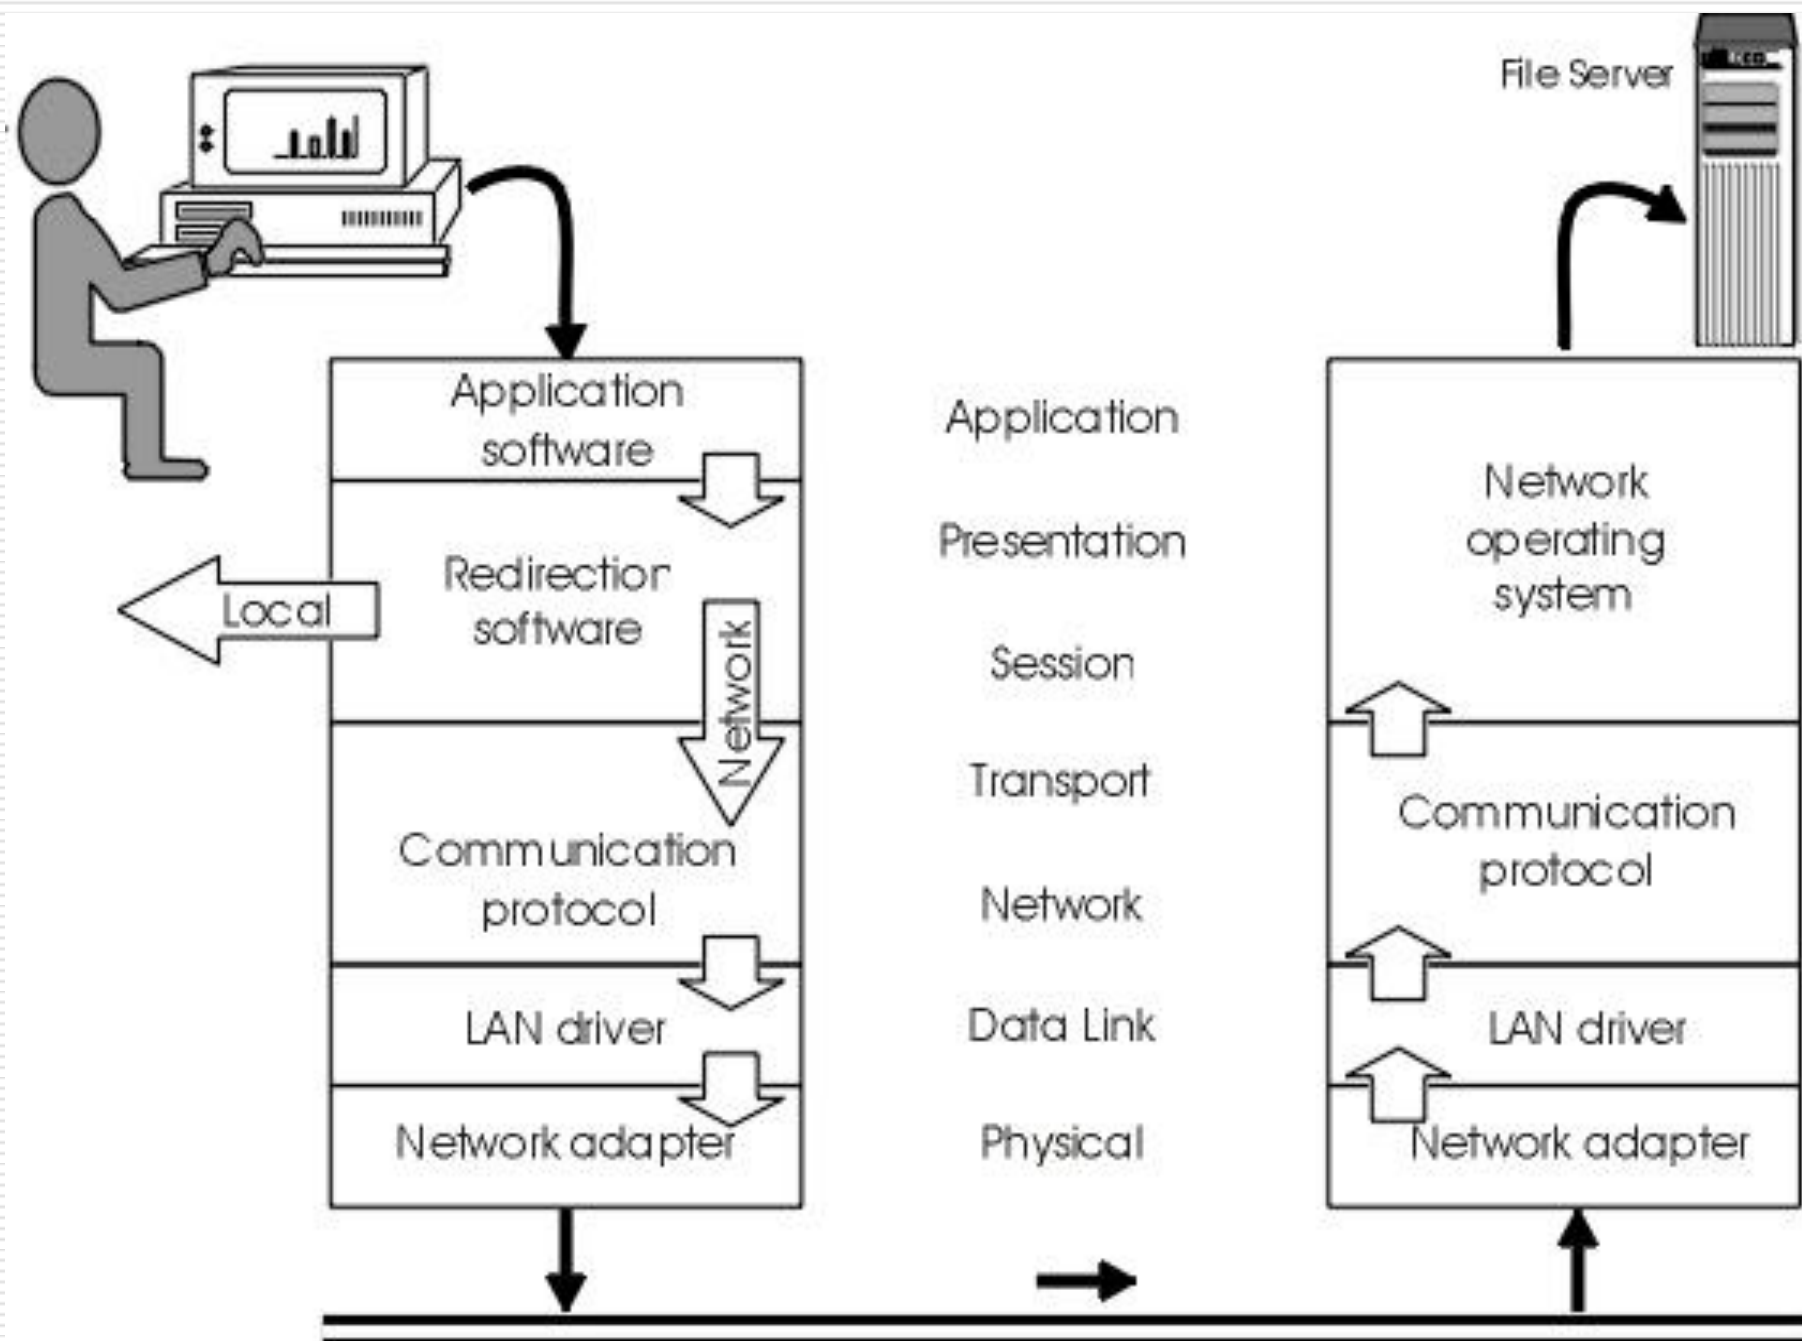 File Server
Application
software
Redirection
software
Local
Network
Communication
protocol
LAN driver
Network adapter
Application
Presentation
Session
Transport
Network
Data Link
Physical
Network
operating
system
Communication
protocol
LAN driver
Network adapter